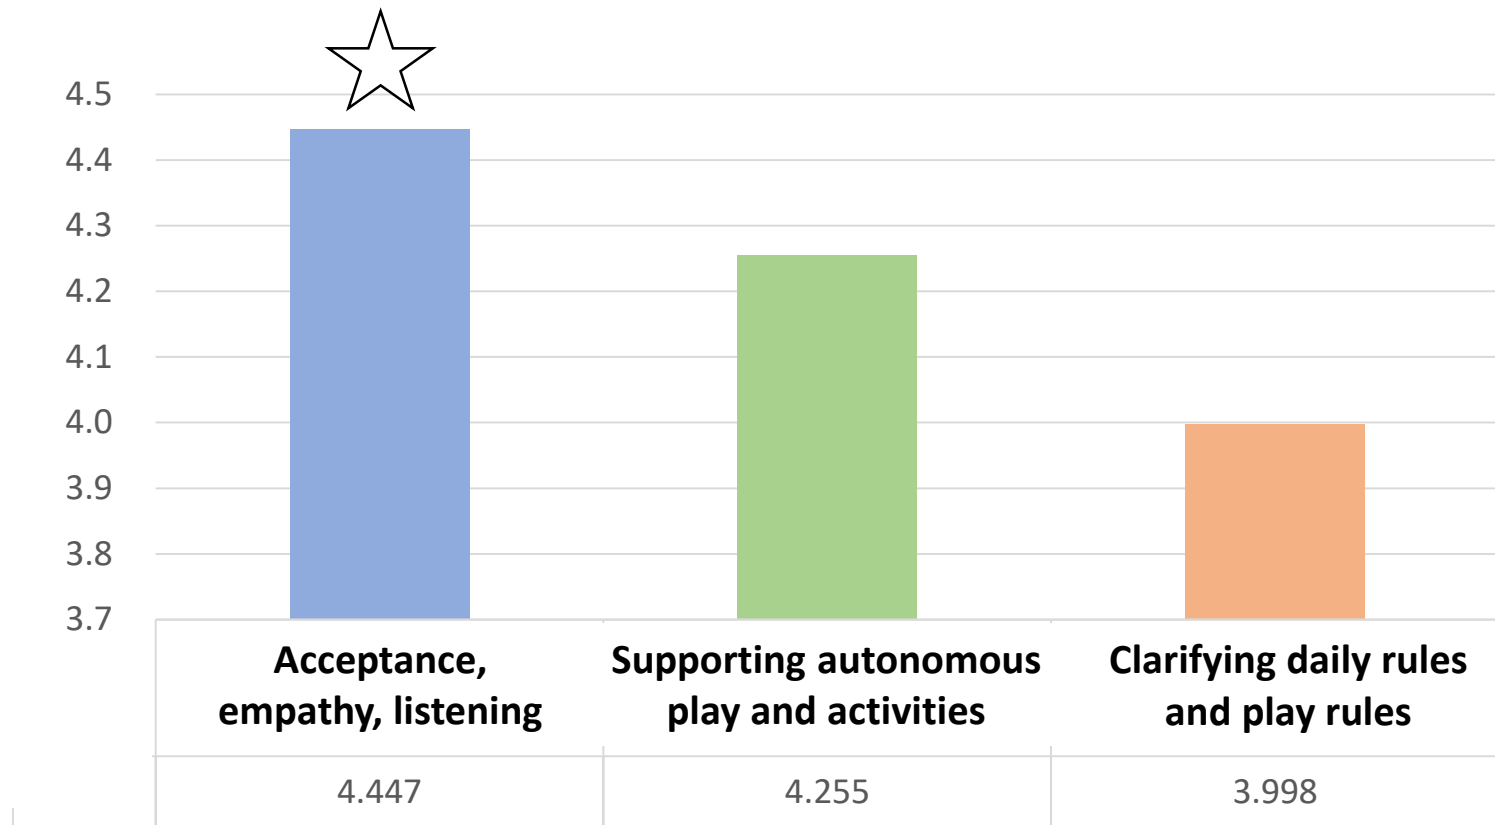 4.5
4.4
4.3
4.2
4.1
4.0
3.9
3.8
3.7
Acceptance,
empathy, listening
Supporting autonomous
play and activities
Clarifying daily rules
and play rules
4.447
4.255
3.998